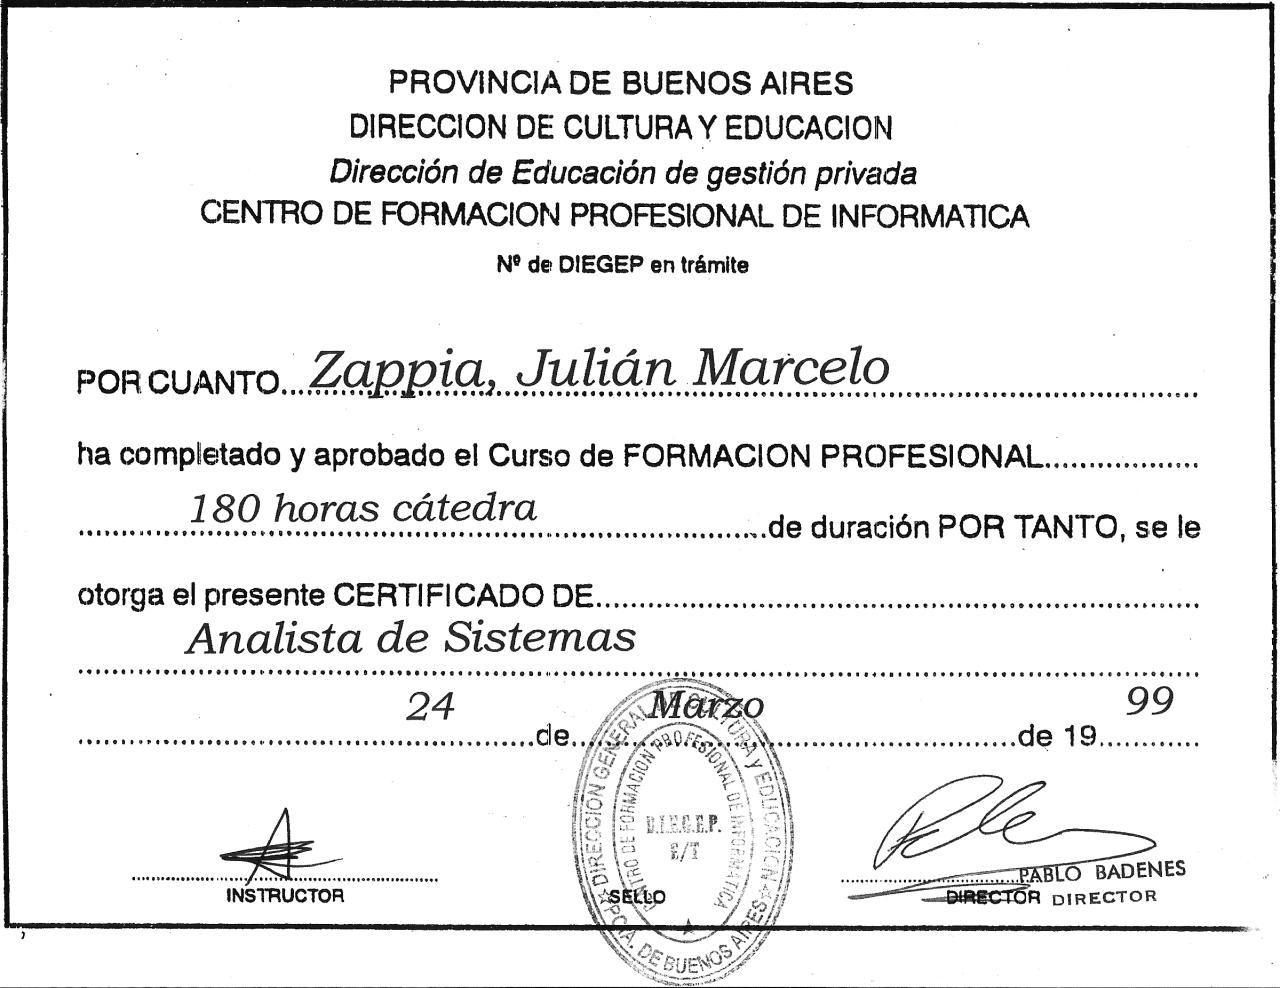 PROVINCIA DE BUENOS AIRES
DIRECCION DE CULTURA Y EDUCACION
Dirección de Educación de gestión privada
CENTRO DE FORMACION PROFESIONAL DE INFORMATICA
Nº de DIEGEP en trámite
POR CUANTO... Zappia, Julián Marcelo
ha completado y aprobado el Curso de FORMACION PROFESIONAL
180 horas cátedra de duración POR TANTO, se le
otorga el presente CERTIFICADO DE
Analista de Sistemas
24 de Marzo de 19 99
DIRECCION GENERAL DE CULTURA Y EDUCACION
PCIA. DE BUENOS AIRES
CENTRO DE FORMACION PROFESIONAL DE INFORMATICA
D.I.E.G.E.P.
E/T
INSTRUCTOR
SELLO
PABLO BADENES
DIRECTOR DIRECTOR